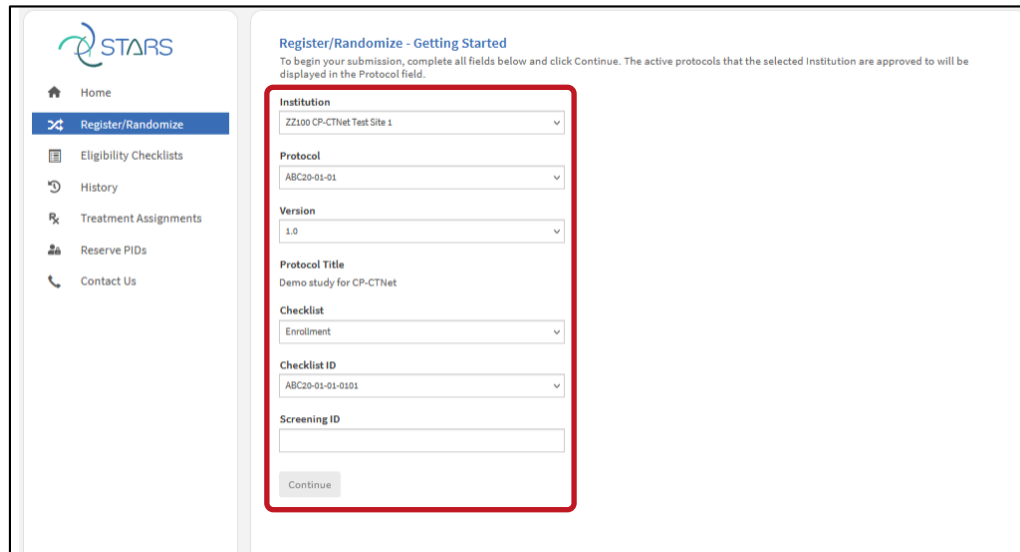 STARS
Home
Register/Randomize
Eligibility Checklists
History
Treatment Assignments
Reserve PIDs
Contact Us
Register/Randomize - Getting Started
To begin your submission, complete all fields below and click Continue. The active protocols that the selected Institution are approved to will be
displayed in the Protocol field.
Institution
ZZ100 CP-CTNet Test Site 1
Protocol
ABC20-01-01
Version
1.0
Protocol Title
Demo study for CP-CTNet
Checklist
Enrollment
Checklist ID
ABC20-01-01-0101
Screening ID
Continue